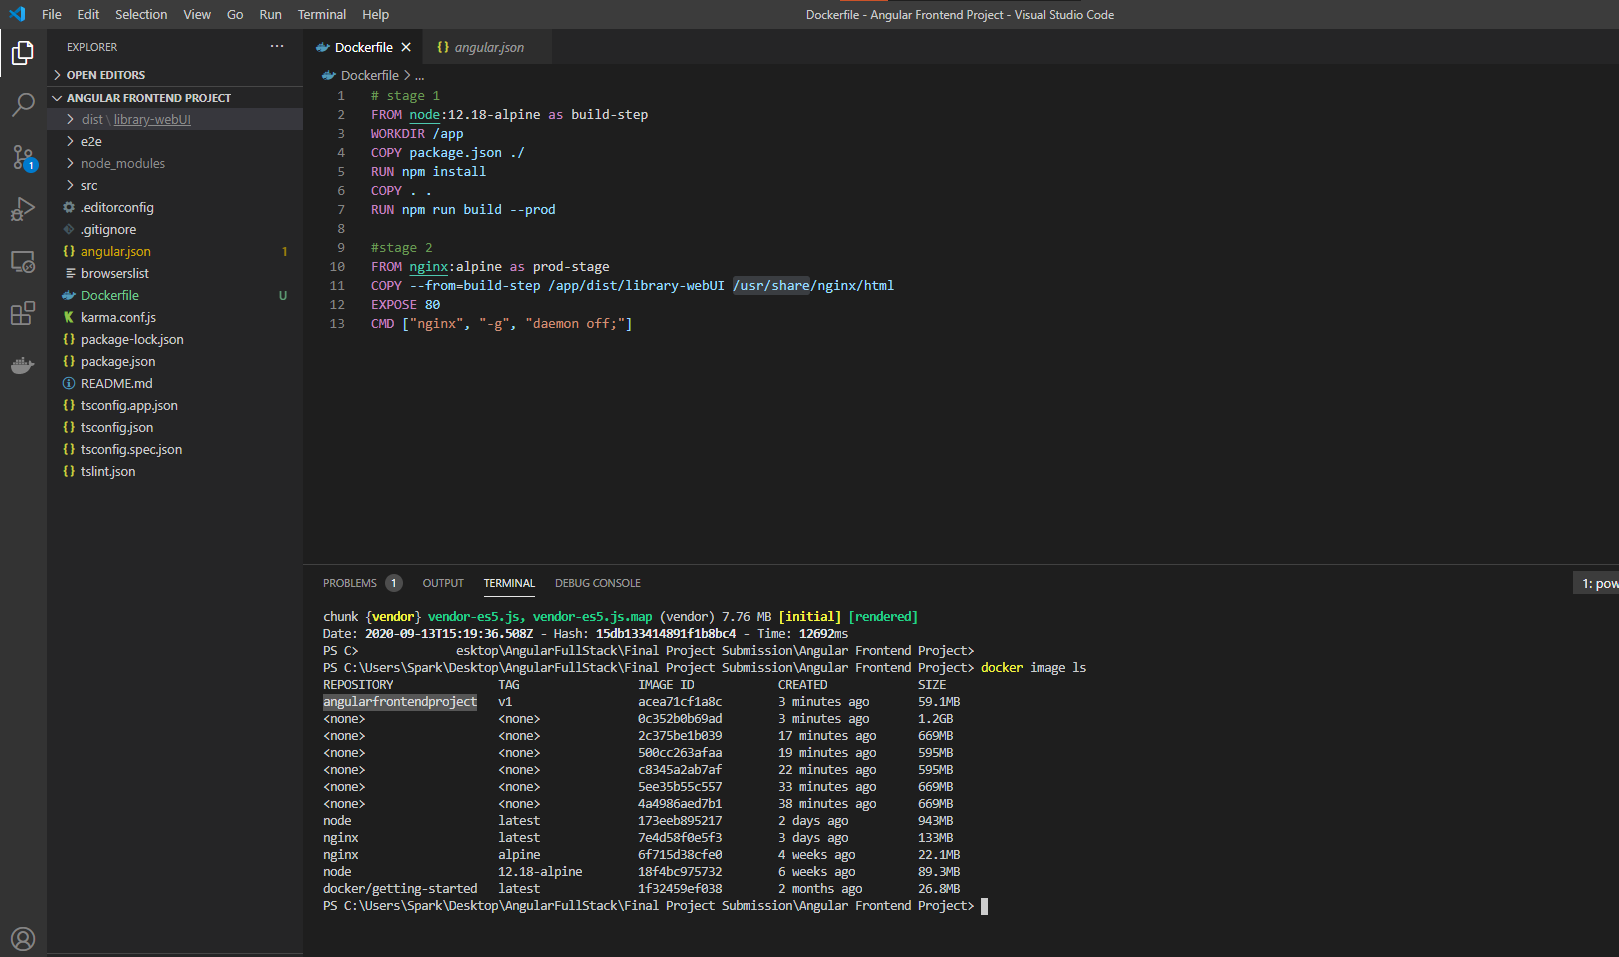 File Edit Selection View Go Run Terminal Help
Dockerfile - Angular Frontend Project - Visual Studio Code
EXPLORER
OPEN EDITORS
ANGULAR FRONTEND PROJECT
dist \ library-webUI
e2e
node_modules
src
.editorconfig
.gitignore
{} angular.json 1
browserslist
Dockerfile U
karma.conf.js
{} package-lock.json
{} package.json
README.md
{} tsconfig.app.json
{} tsconfig.json
{} tsconfig.spec.json
{} tslint.json
1
Dockerfile
{} angular.json
Dockerfile > ...
1 # stage 1
2 FROM node:12.18-alpine as build-step
3 WORKDIR /app
4 COPY package.json ./
5 RUN npm install
6 COPY . .
7 RUN npm run build --prod
8
9 #stage 2
10 FROM nginx:alpine as prod-stage
11 COPY --from=build-step /app/dist/library-webUI /usr/share/nginx/html
12 EXPOSE 80
13 CMD ["nginx", "-g", "daemon off;"]
PROBLEMS 1 OUTPUT TERMINAL DEBUG CONSOLE
1: pow
chunk {vendor} vendor-es5.js, vendor-es5.js.map (vendor) 7.76 MB [initial] [rendered]
Date: 2020-09-13T15:19:36.508Z - Hash: 15db133414891f1b8bc4 - Time: 12692ms
PS C> esktop\AngularFullStack\Final Project Submission\Angular Frontend Project>
PS C:\Users\Spark\Desktop\AngularFullStack\Final Project Submission\Angular Frontend Project> docker image ls
REPOSITORY TAG IMAGE ID CREATED SIZE
angularfrontendproject v1 acea71cf1a8c 3 minutes ago 59.1MB
<none> <none> 0c352b0b69ad 3 minutes ago 1.2GB
<none> <none> 2c375be1b039 17 minutes ago 669MB
<none> <none> 500cc263afaa 19 minutes ago 595MB
<none> <none> c8345a2ab7af 22 minutes ago 595MB
<none> <none> 5ee35b55c557 33 minutes ago 669MB
<none> <none> 4a4986aed7b1 38 minutes ago 669MB
node latest 173eeb895217 2 days ago 943MB
nginx latest 7e4d58f0e5f3 3 days ago 133MB
nginx alpine 6f715d38cfe0 4 weeks ago 22.1MB
node 12.18-alpine 18f4bc975732 6 weeks ago 89.3MB
docker/getting-started latest 1f32459ef038 2 months ago 26.8MB
PS C:\Users\Spark\Desktop\AngularFullStack\Final Project Submission\Angular Frontend Project>